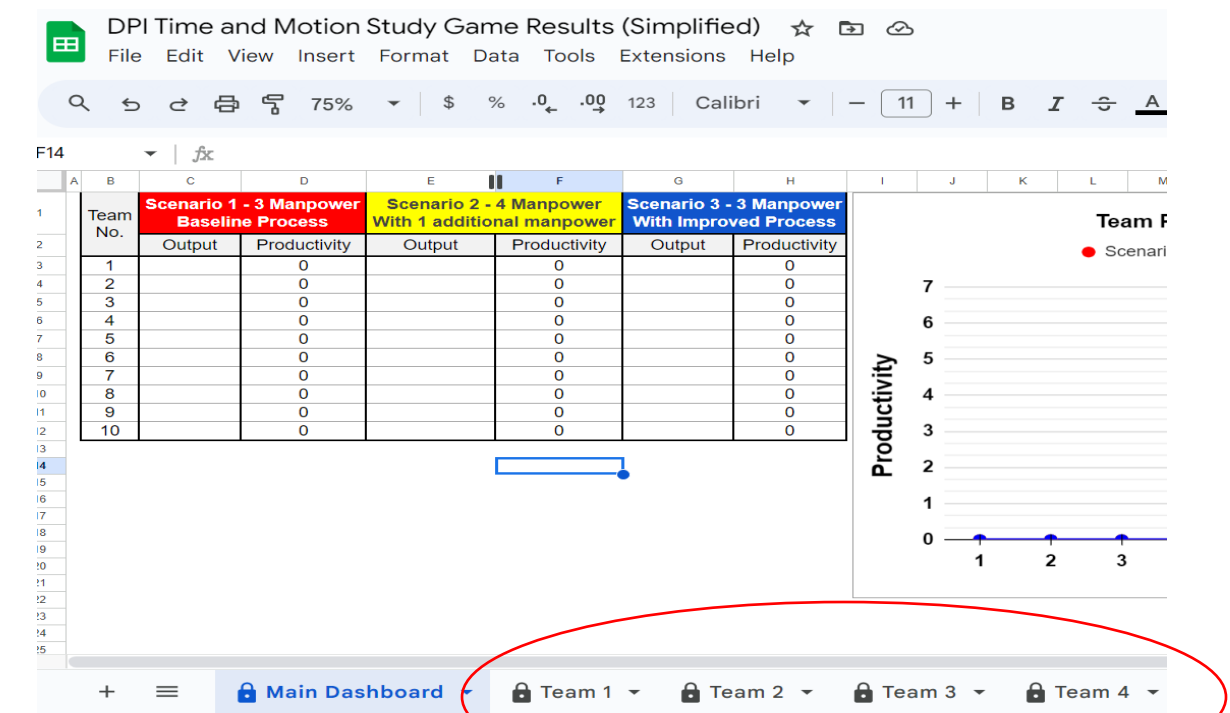 DPI Time and Motion Study Game Results (Simplified)
File Edit View Insert Format Data Tools Extensions Help
75% $ % .0 .00 123 Calibri 11 B I S A
F14 fx
A B C D E F G H I J K L M
Team No.
Scenario 1 - 3 Manpower
Baseline Process
Scenario 2 - 4 Manpower
With 1 additional manpower
Scenario 3 - 3 Manpower
With Improved Process
Output Productivity Output Productivity Output Productivity
1 0 0 0
2 0 0 0
3 0 0 0
4 0 0 0
5 0 0 0
6 0 0 0
7 0 0 0
8 0 0 0
9 0 0 0
10 0 0 0
Team
Scenari
Productivity
7
6
5
4
3
2
1
0
1 2 3
Main Dashboard Team 1 Team 2 Team 3 Team 4